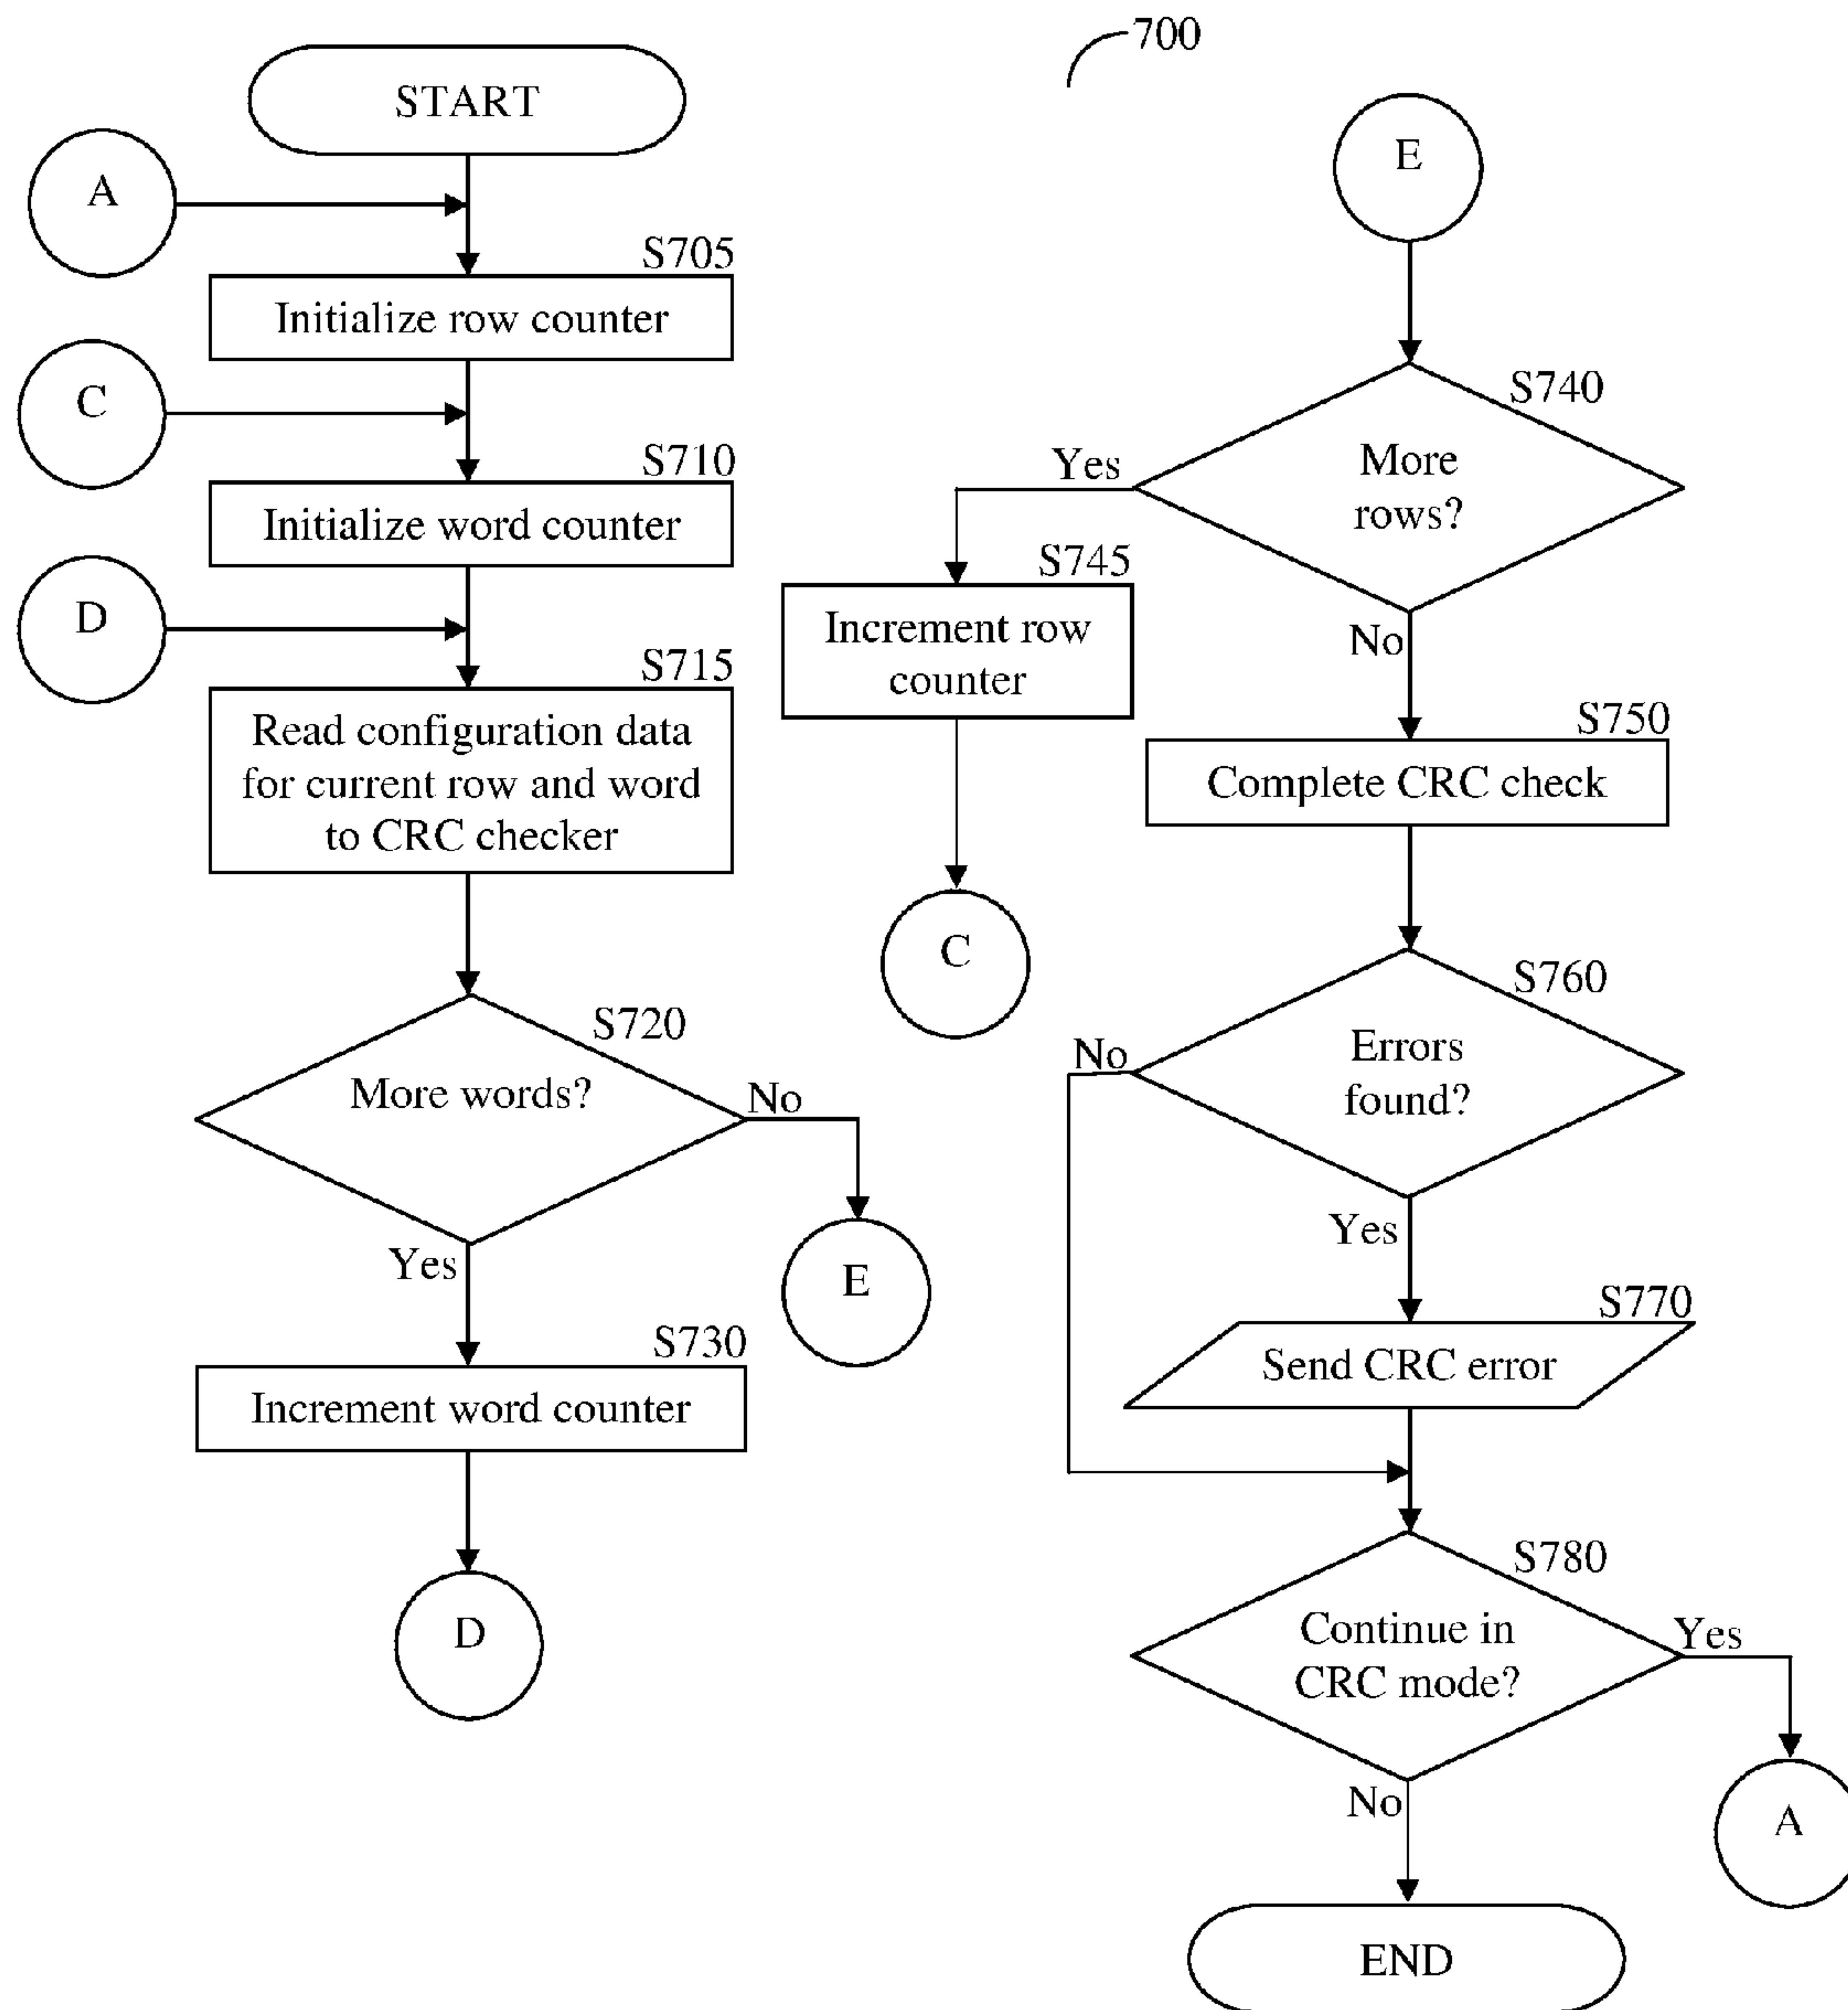 700
START
A
S705
Initialize row counter
C
S710
Initialize word counter
D
S715
Read configuration data
for current row and word
to CRC checker
S720
More words?
No
E
Yes
S730
Increment word counter
D
E
S740
More
rows?
Yes
S745
Increment row
counter
C
No
S750
Complete CRC check
S760
Errors
found?
No
Yes
S770
Send CRC error
S780
Continue in
CRC mode?
Yes
A
No
END